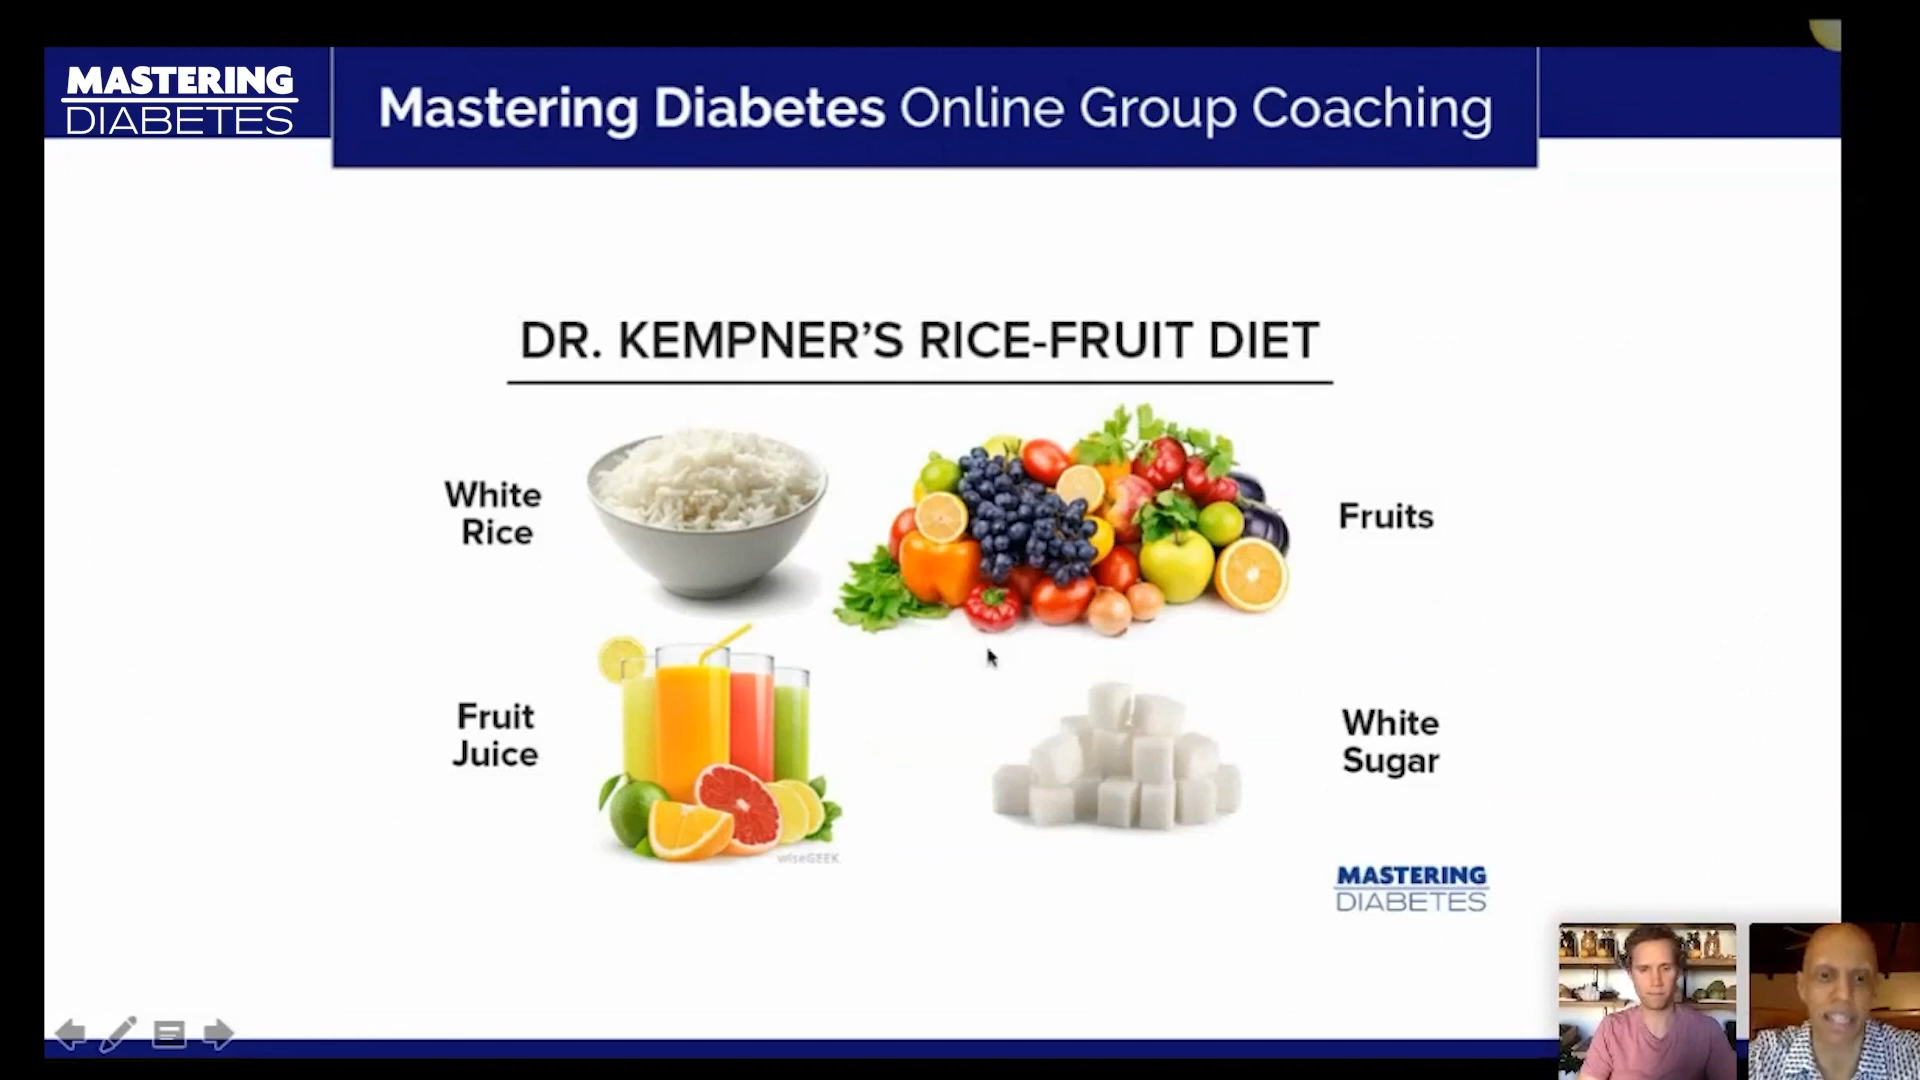 MASTERING
DIABETES
Mastering Diabetes Online Group Coaching
DR. KEMPNER'S RICE-FRUIT DIET
White
Rice
Fruits
Fruit
Juice
White
Sugar
wiseGEEK
MASTERING
DIABETES